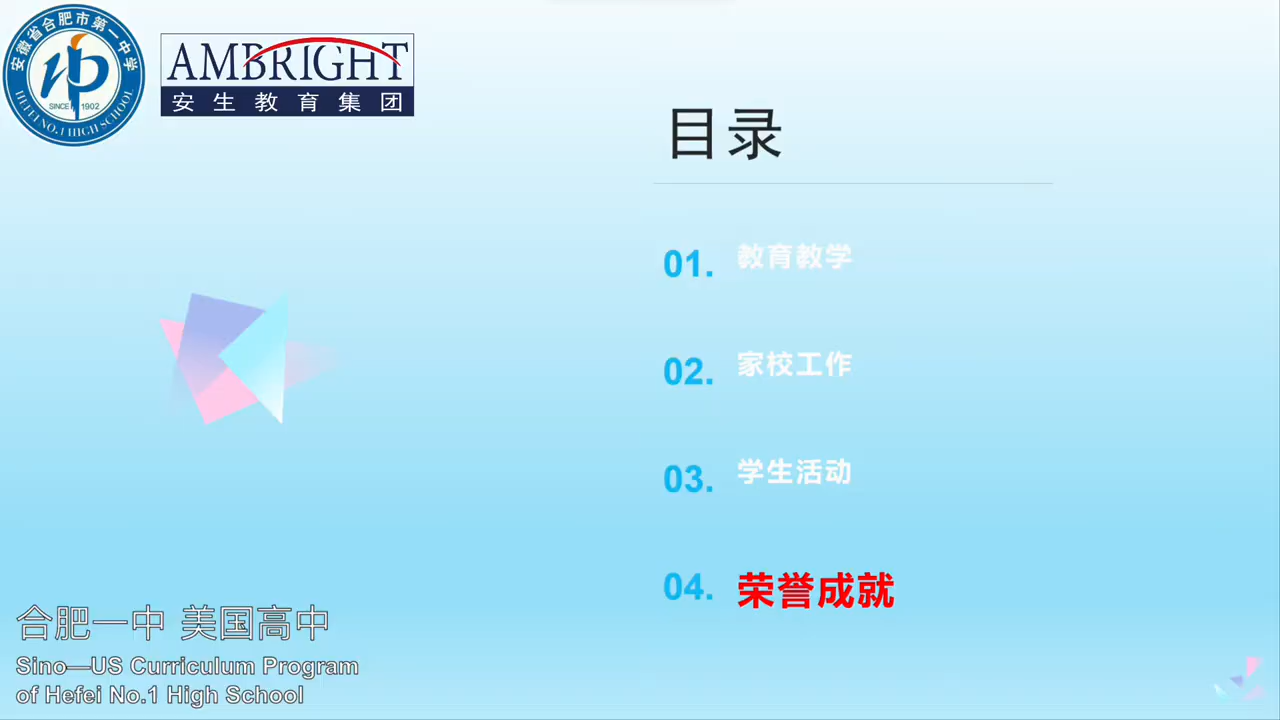 安徽省合肥市第一中学
SINCE 1902
HEFEI NO.1 HIGH SCHOOL
AMBRIGHT
安生教育集团
目录
01. 教育教学
02. 家校工作
03. 学生活动
04. 荣誉成就
合肥一中 美国高中
Sino—US Curriculum Program
of Hefei No.1 High School